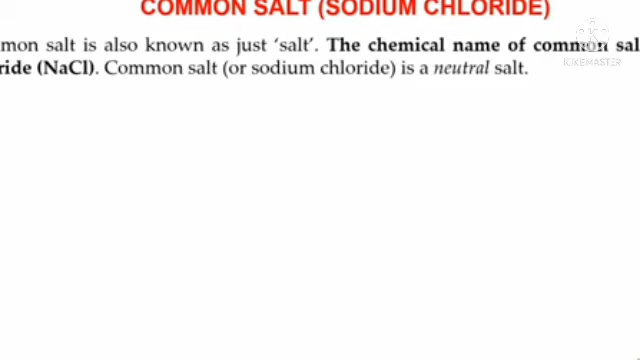 COMMON SALT (SODIUM CHLORIDE)
mon salt is also known as just ‘salt’. The chemical name of common sal
ride (NaCl). Common salt (or sodium chloride) is a neutral salt.
KINEMASTER